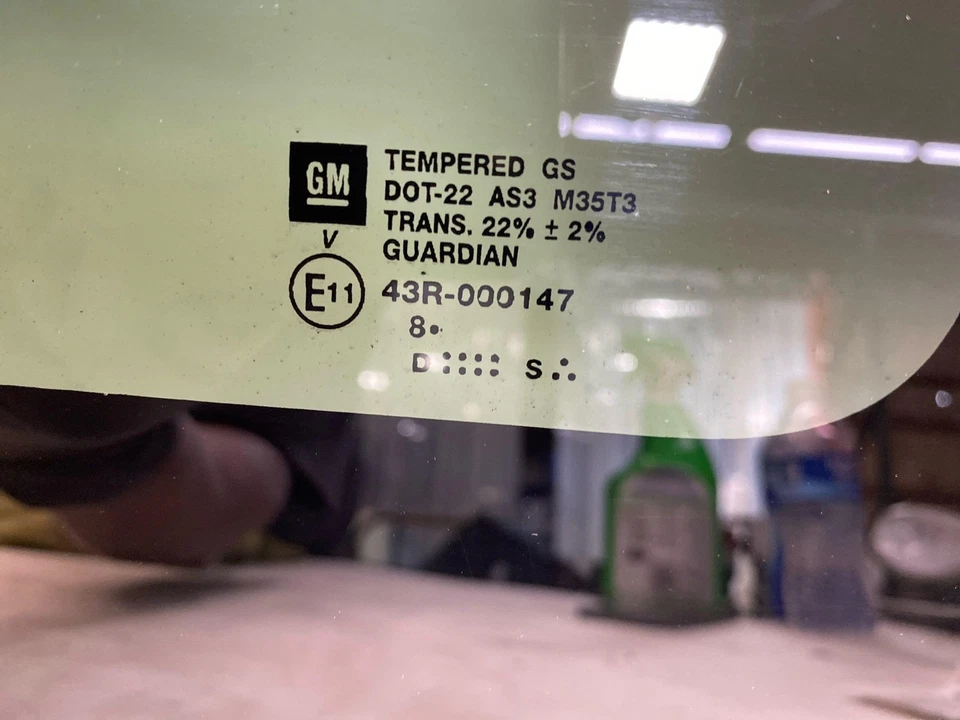 GM
TEMPERED GS
DOT-22 AS3 M35T3
TRANS. 22% ± 2%
GUARDIAN
V
E11
43R-000147
8•
D :::: S .:.